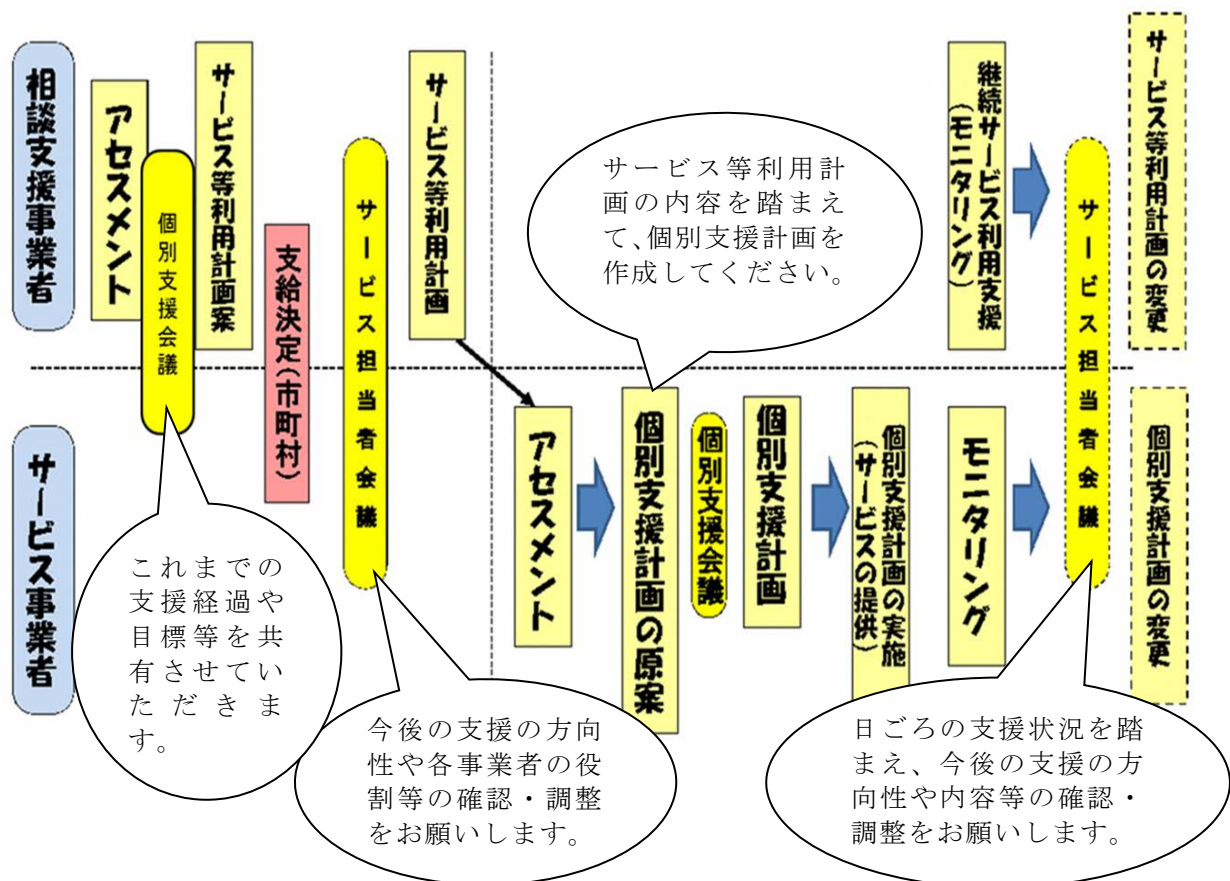 相談支援事業者
アセスメント
個別支援会議
サービス等利用計画案
支給決定(市町村)
サービス担当者会議
サービス等利用計画
継続サービス利用支援
(モニタリング)
サービス担当者会議
サービス等利用計画の変更
サービス等利用計
画の内容を踏まえ
て、個別支援計画を
作成してください。
サービス事業者
アセスメント
個別支援計画の原案
個別支援会議
個別支援計画
個別支援計画の実施
(サービスの提供)
モニタリング
個別支援計画の変更
これまでの
支援経過や
目標等を共
有させてい
ただきま
す。
今後の支援の方向
性や各事業者の役
割等の確認・調整
をお願いします。
日ごろの支援状況を踏
まえ、今後の支援の方
向性や内容等の確認・
調整をお願いします。